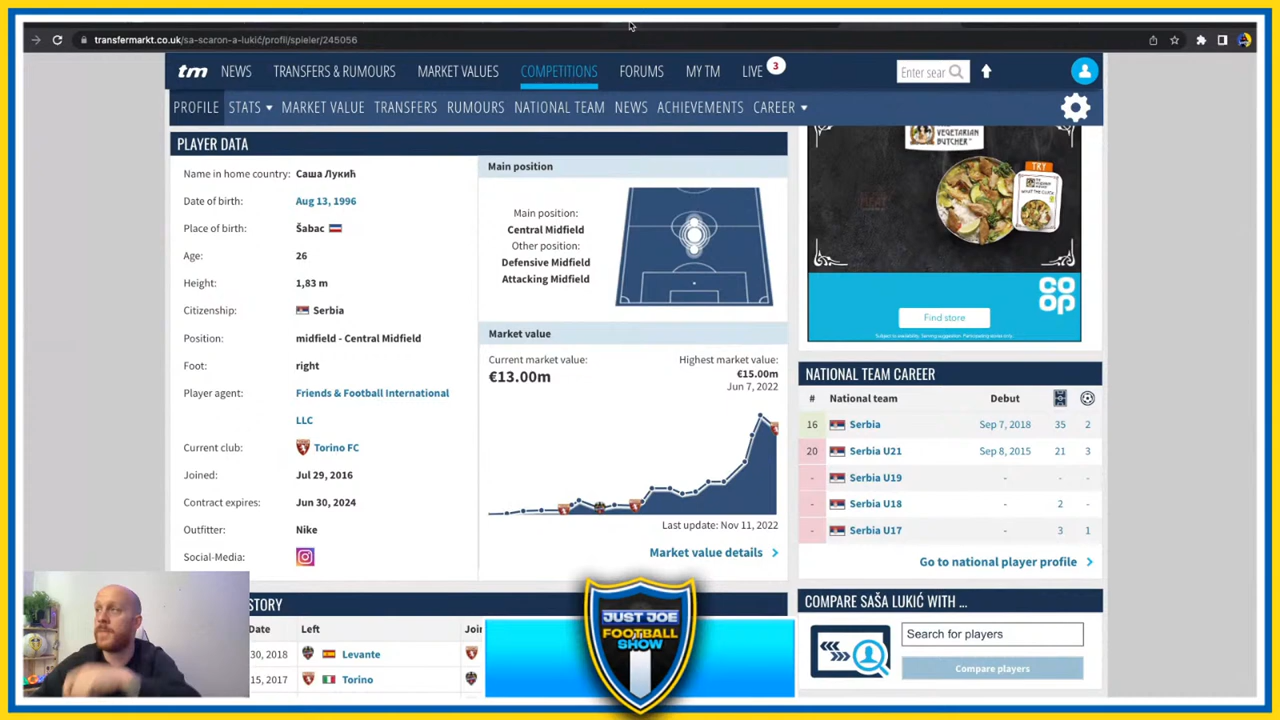 transfermarkt.co.uk/sa-scaron-a-lukić/profil/spieler/245056
tm NEWS TRANSFERS & RUMOURS MARKET VALUES COMPETITIONS FORUMS MY TM LIVE 3 Enter sear
PROFILE STATS MARKET VALUE TRANSFERS RUMOURS NATIONAL TEAM NEWS ACHIEVEMENTS CAREER
PLAYER DATA
Name in home country: Саша Лукић
Date of birth: Aug 13, 1996
Place of birth: Šabac
Age: 26
Height: 1,83 m
Citizenship: Serbia
Position: midfield - Central Midfield
Foot: right
Player agent: Friends & Football International
LLC
Current club: Torino FC
Joined: Jul 29, 2016
Contract expires: Jun 30, 2024
Outfitter: Nike
Social-Media:
Main position
Main position:
Central Midfield
Other position:
Defensive Midfield
Attacking Midfield
Market value
Current market value:
€13.00m
Highest market value:
€15.00m
Jun 7, 2022
Last update: Nov 11, 2022
Market value details
VEGETARIAN
BUTCHER
TRY
CO
OP
Find store
NATIONAL TEAM CAREER
# National team Debut
16 Serbia Sep 7, 2018 35 2
20 Serbia U21 Sep 8, 2015 21 3
- Serbia U19 - - -
- Serbia U18 2 -
- Serbia U17 3 1
Go to national player profile
COMPARE SAŠA LUKIĆ WITH ...
Search for players
Compare players
STORY
Date Left Joi
30, 2018 Levante
15, 2017 Torino
JUST JOE
FOOTBALL
SHOW